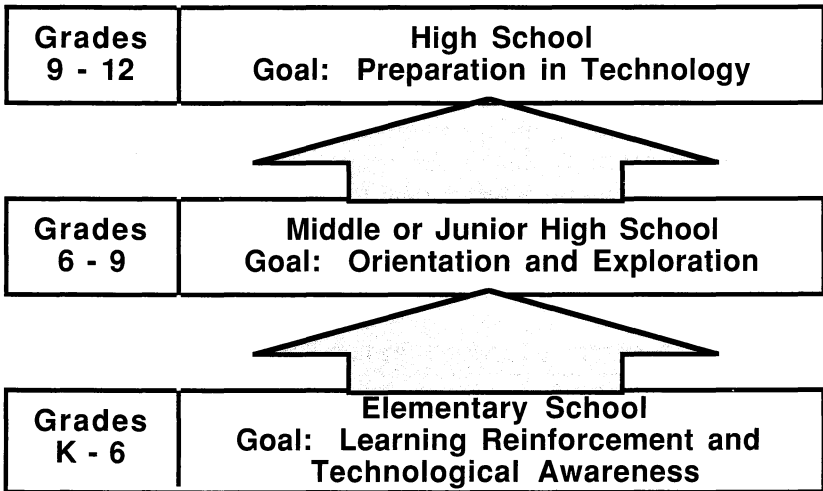 Grades
9 - 12
High School
Goal: Preparation in Technology
Grades
6 - 9
Middle or Junior High School
Goal: Orientation and Exploration
Grades
K - 6
Elementary School
Goal: Learning Reinforcement and
Technological Awareness